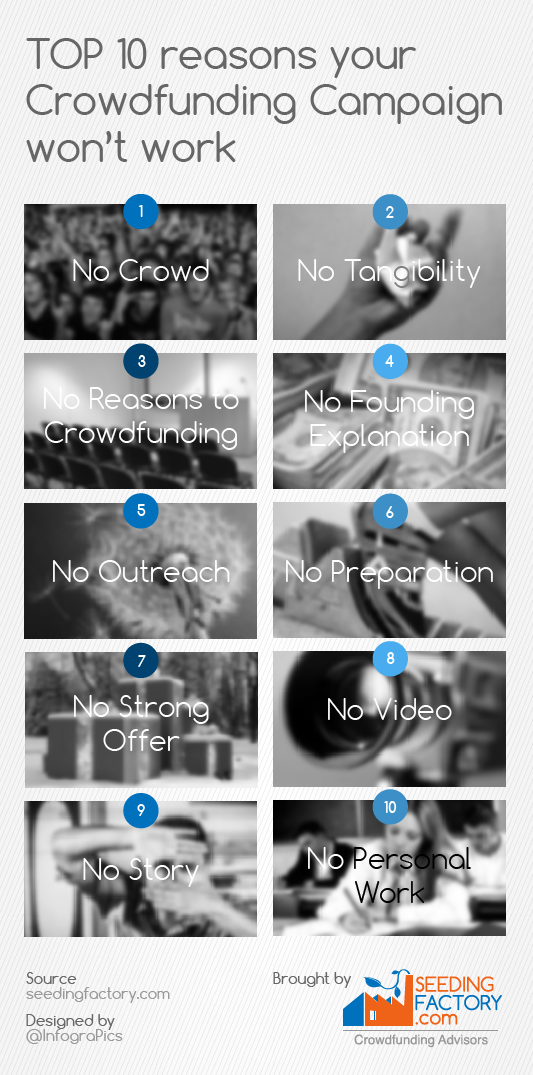 TOP 10 reasons your
Crowdfunding Campaign
won't work
1
No Crowd
2
No Tangibility
3
No Reasons to
Crowdfunding
4
No Founding
Explanation
5
No Outreach
6
No Preparation
7
No Strong
Offer
8
No Video
9
No Story
10
No Personal
Work
Source
seedingfactory.com
Designed by
@InfograPics
Brought by
SEEDING
FACTORY
.com
Crowdfunding Advisors